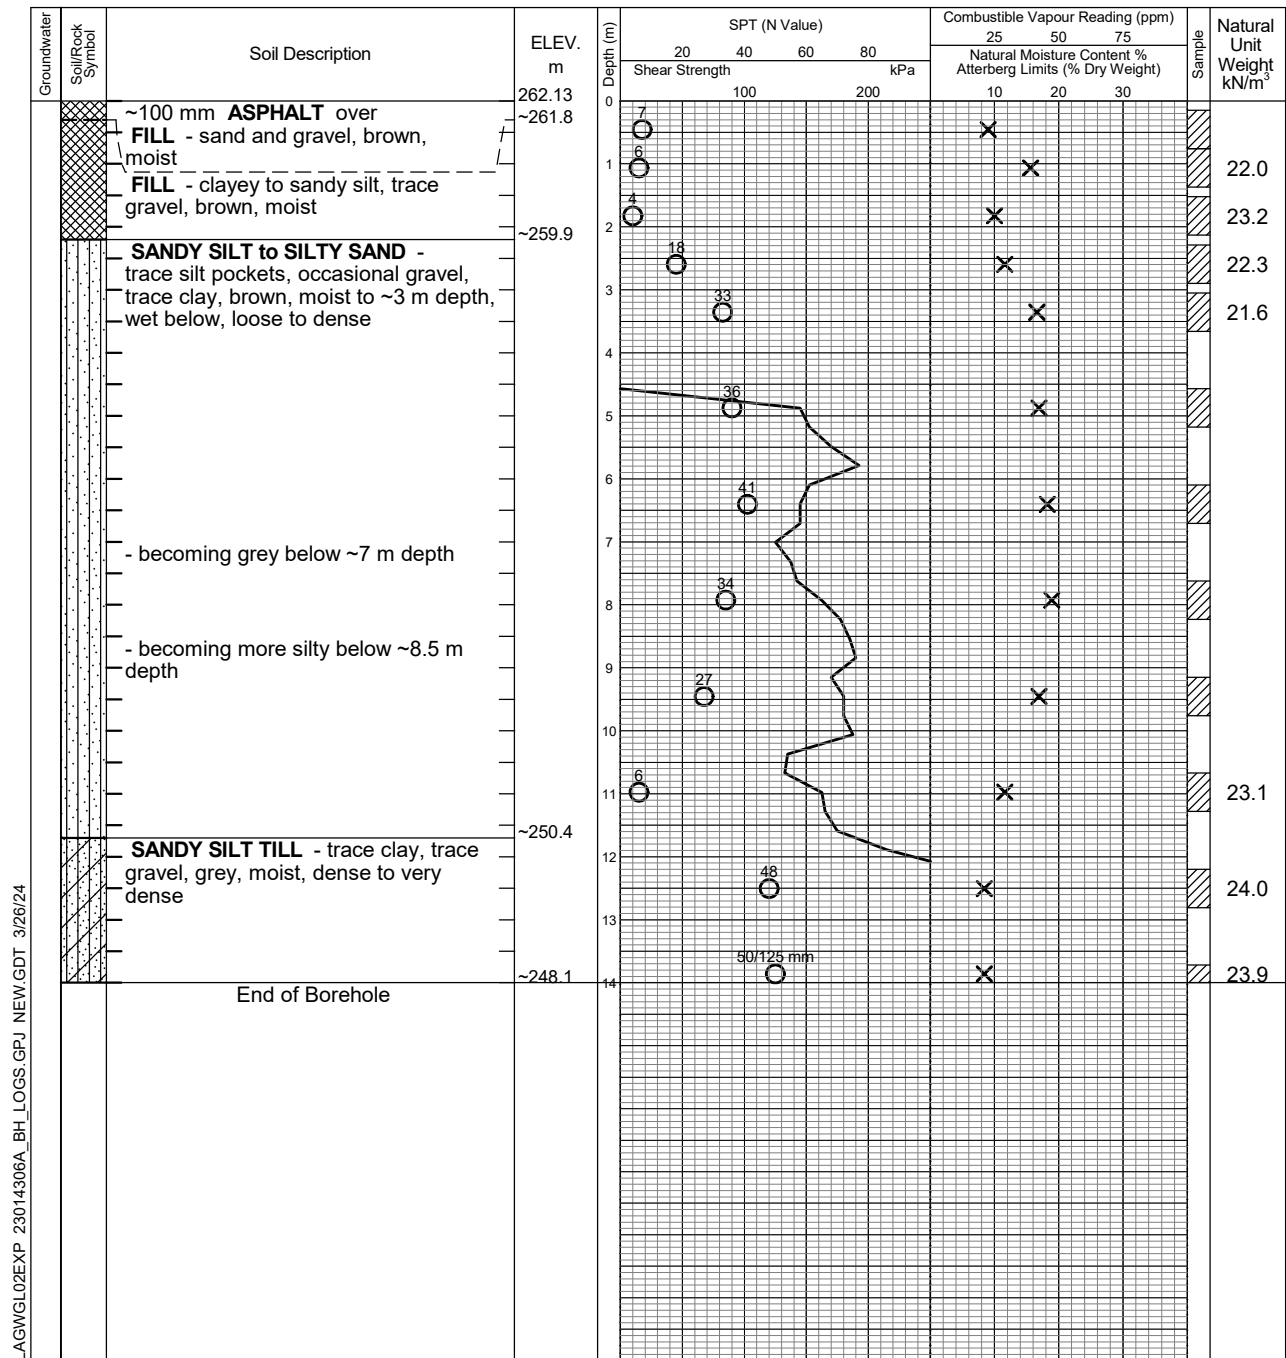 Groundwater
Soil/Rock
Symbol
Soil Description
ELEV.
m
Depth (m)
SPT (N Value)
20 40 60 80
Shear Strength kPa
100 200
Combustible Vapour Reading (ppm)
25 50 75
Natural Moisture Content %
Atterberg Limits (% Dry Weight)
10 20 30
Sample
Natural
Unit
Weight
kN/m³
262.13
0
~100 mm ASPHALT over
~261.8
FILL - sand and gravel, brown,
moist
7
6
1
22.0
FILL - clayey to sandy silt, trace
gravel, brown, moist
4
2
23.2
~259.9
SANDY SILT to SILTY SAND -
trace silt pockets, occasional gravel,
trace clay, brown, moist to ~3 m depth,
wet below, loose to dense
18
22.3
3
33
21.6
4
36
5
6
41
7
- becoming grey below ~7 m depth
34
8
- becoming more silty below ~8.5 m
depth
9
27
10
6
11
23.1
~250.4
SANDY SILT TILL - trace clay, trace
gravel, grey, moist, dense to very
dense
12
48
24.0
13
50/125 mm
23.9
~248.1
14
End of Borehole
_AGWGL02EXP 23014306A_BH_LOGS.GPJ NEW.GDT 3/26/24